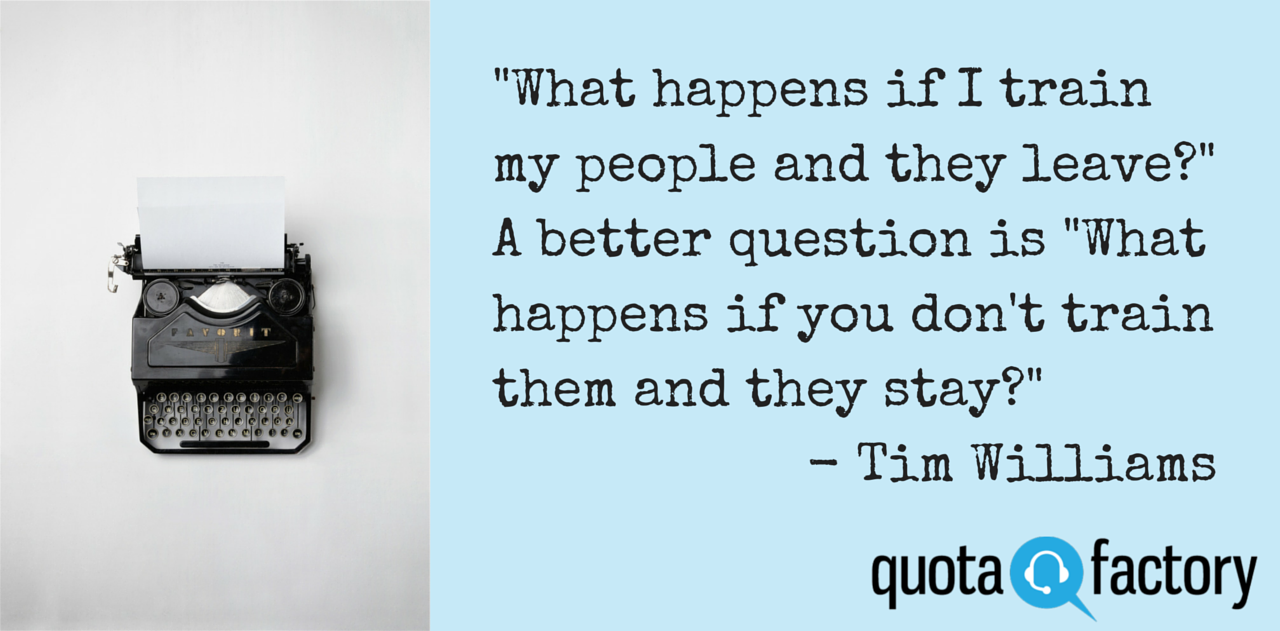 FAVORIT
"What happens if I train
my people and they leave?"
A better question is "What
happens if you don't train
them and they stay?"
– Tim Williams
quota factory